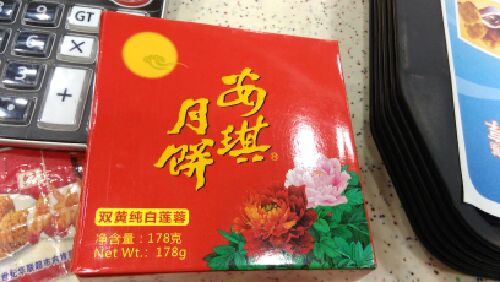 GT
×
-
+
安琪
月饼
双黄纯白莲蓉
净含量：178克
Net Wt.: 178g